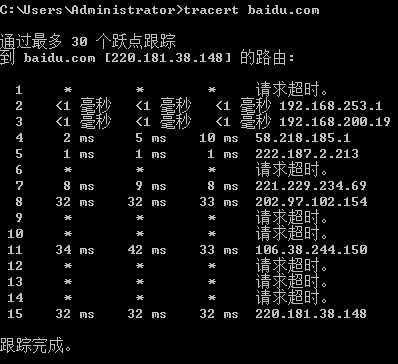 C:\Users\Administrator>tracert baidu.com
通过最多 30 个跃点跟踪
到 baidu.com [220.181.38.148] 的路由:
1 * * * 请求超时。
2 <1 毫秒 <1 毫秒 <1 毫秒 192.168.253.1
3 <1 毫秒 <1 毫秒 <1 毫秒 192.168.200.19
4 2 ms 5 ms 10 ms 58.218.185.1
5 1 ms 1 ms 1 ms 222.187.2.213
6 * * * 请求超时。
7 8 ms 9 ms 8 ms 221.229.234.69
8 32 ms 32 ms 33 ms 202.97.102.154
9 * * * 请求超时。
10 * * * 请求超时。
11 34 ms 42 ms 33 ms 106.38.244.150
12 * * * 请求超时。
13 * * * 请求超时。
14 * * * 请求超时。
15 32 ms 32 ms 32 ms 220.181.38.148
跟踪完成。